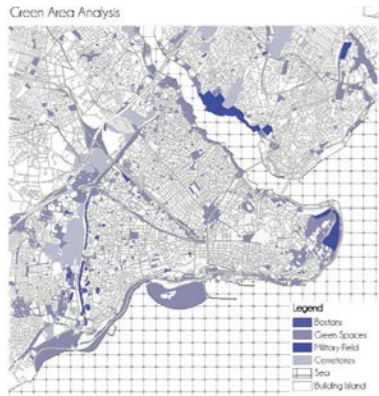 Green Area Analysis
Legend
Bostans
Green Spaces
Military Field
Cemeteries
Sea
Building Island